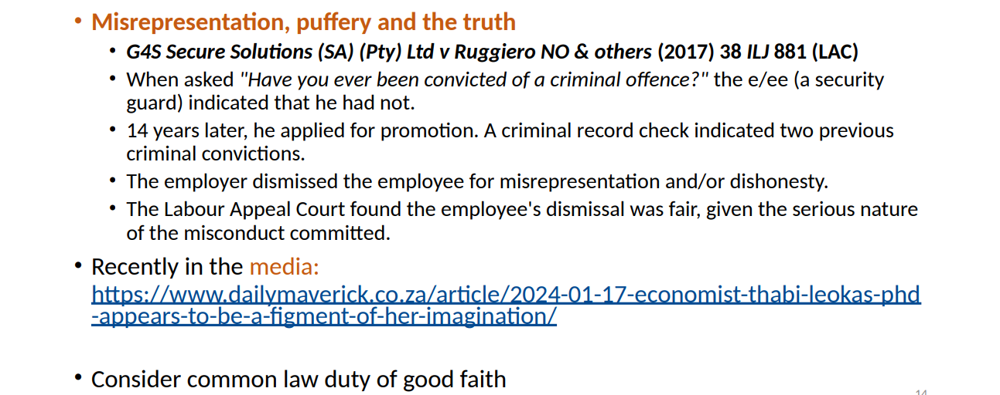 • Misrepresentation, puffery and the truth
• G4S Secure Solutions (SA) (Pty) Ltd v Ruggiero NO & others (2017) 38 ILJ 881 (LAC)
• When asked "Have you ever been convicted of a criminal offence?" the e/ee (a security
guard) indicated that he had not.
• 14 years later, he applied for promotion. A criminal record check indicated two previous
criminal convictions.
• The employer dismissed the employee for misrepresentation and/or dishonesty.
• The Labour Appeal Court found the employee's dismissal was fair, given the serious nature
of the misconduct committed.
• Recently in the media:
https://www.dailymaverick.co.za/article/2024-01-17-economist-thabi-leokas-phd
-appears-to-be-a-figment-of-her-imagination/
• Consider common law duty of good faith
14